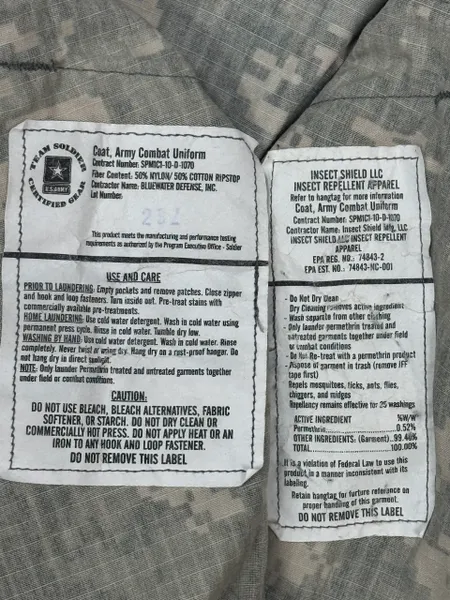 TEAM SOLDIER
U.S. ARMY
CERTIFIED GEAR
Coat, Army Combat Uniform
Contract Number: SPM1C1-10-D-1070
Fiber Content: 50% NYLON/ 50% COTTON RIPSTOP
Contractor Name: BLUEWATER DEFENSE, INC.
Lot Number:
This product meets the manufacturing and performance testing
requirements as authorized by the Program Executive Office - Soldier
USE AND CARE
PRIOR TO LAUNDERING: Empty pockets and remove patches. Close zipper
and hook and loop fasteners. Turn inside out. Pre-treat stains with
commercially available pre-treatments.
HOME LAUNDERING: Use cold water detergent. Wash in cold water using
permanent press cycle. Rinse in cold water. Tumble dry low.
WASHING BY HAND: Use cold water detergent. Wash in cold water. Rinse
completely. Never twist or wring dry. Hang dry on a rust-proof hangar. Do
not hang dry in direct sunlight.
NOTE: Only launder Permethrin treated and untreated garments together
under field or combat conditions.
CAUTION:
DO NOT USE BLEACH, BLEACH ALTERNATIVES, FABRIC
SOFTENER, OR STARCH. DO NOT DRY CLEAN OR
COMMERCIALLY HOT PRESS. DO NOT APPLY HEAT OR AN
IRON TO ANY HOOK AND LOOP FASTENER.
DO NOT REMOVE THIS LABEL
INSECT SHIELD LLC
INSECT REPELLENT APPAREL
Refer to hangtag for more information
Coat, Army Combat Uniform
Contract Number: SPM1C1-10-D-1070
Contractor Name: Insect Shield Mfg, LLC
INSECT SHIELD LLC INSECT REPELLENT
APPAREL
EPA REG. NO.: 74843-2
EPA EST. NO.: 74843-NC-001
- Do Not Dry Clean
Dry Cleaning removes active ingredient
- Wash separate from other clothing
- Only launder permethrin treated and
untreated garments together under field
or combat conditions
- Do Not Re-treat with a permethrin product
- Dispose of garment in trash (remove IFF
tape first)
Repels mosquitoes, ticks, ants, flies,
chiggers, and midges
Repellency remains effective for 25 washings
ACTIVE INGREDIENT %W/W
Permethrin 0.52%
OTHER INGREDIENTS: (Garment)..99.48%
TOTAL 100.00%
It is a violation of Federal Law to use this
product in a manner inconsistent with its
labeling.
Retain hangtag for furture referance on
proper handling of this garment.
DO NOT REMOVE THIS LABEL